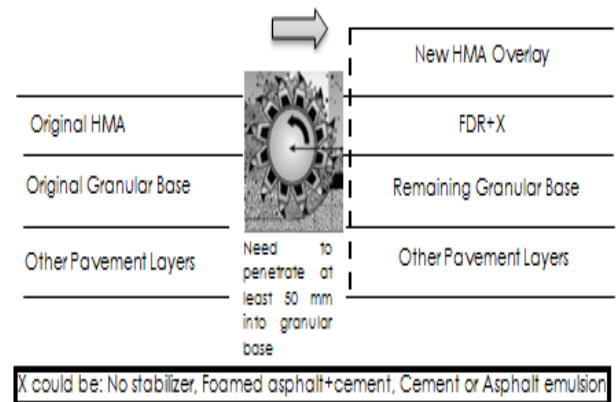 New HMA Overlay
Original HMA
FDR+X
Original Granular Base
Remaining Granular Base
Other Pavement Layers
Other Pavement Layers
Need to
penetrate at
least 50 mm
into granular
base
X could be: No stabilizer, Foamed asphalt+cement, Cement or Asphalt emulsion